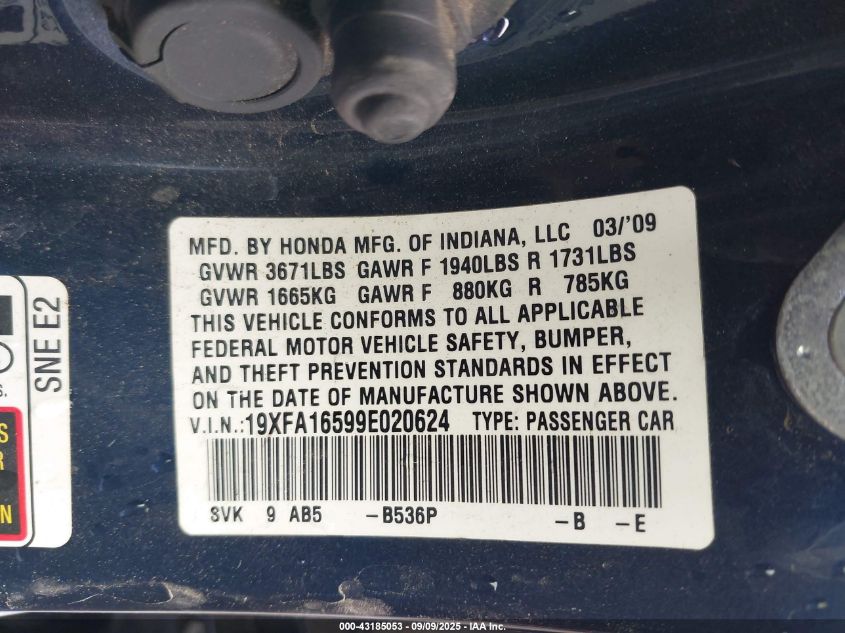 MFD. BY HONDA MFG. OF INDIANA, LLC 03/'09
GVWR 3671LBS GAWR F 1940LBS R 1731LBS
GVWR 1665KG GAWR F 880KG R 785KG
THIS VEHICLE CONFORMS TO ALL APPLICABLE
FEDERAL MOTOR VEHICLE SAFETY, BUMPER,
AND THEFT PREVENTION STANDARDS IN EFFECT
ON THE DATE OF MANUFACTURE SHOWN ABOVE.
V.I.N.:19XFA16599E020624 TYPE: PASSENGER CAR
SVK 9 AB5 -B536P -B -E
SNE E2
000-43185053 - 09/09/2025 - IAA Inc.